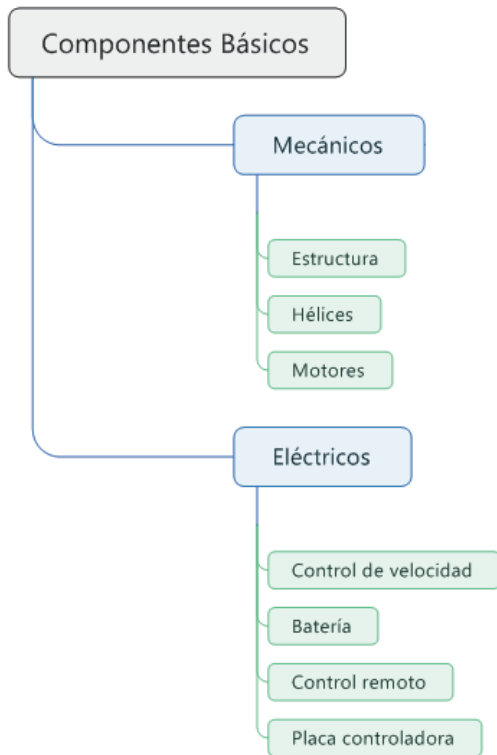 Componentes Básicos
Mecánicos
Estructura
Hélices
Motores
Eléctricos
Control de velocidad
Batería
Control remoto
Placa controladora